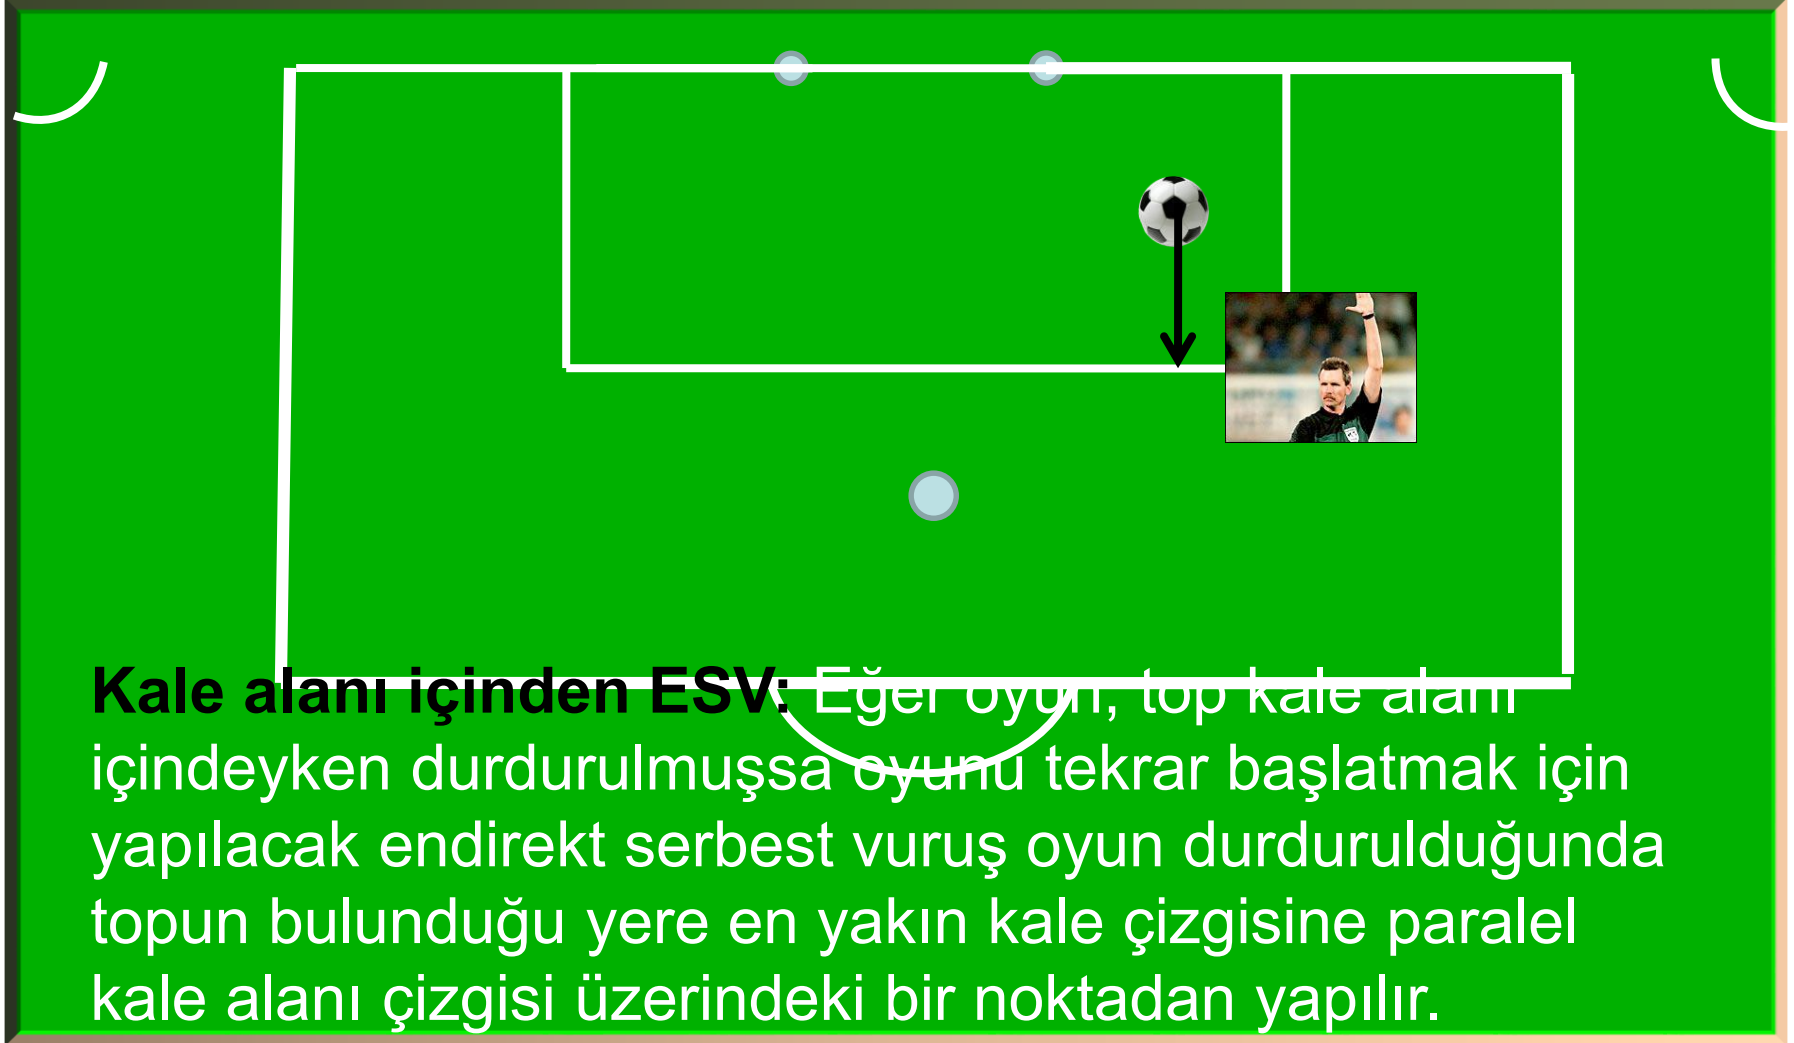 Kale alanı içinden ESV: Eğer oyun, top kale alanı
içindeyken durdurulmuşsa oyunu tekrar başlatmak için
yapılacak endirekt serbest vuruş oyun durdurulduğunda
topun bulunduğu yere en yakın kale çizgisine paralel
kale alanı çizgisi üzerindeki bir noktadan yapılır.